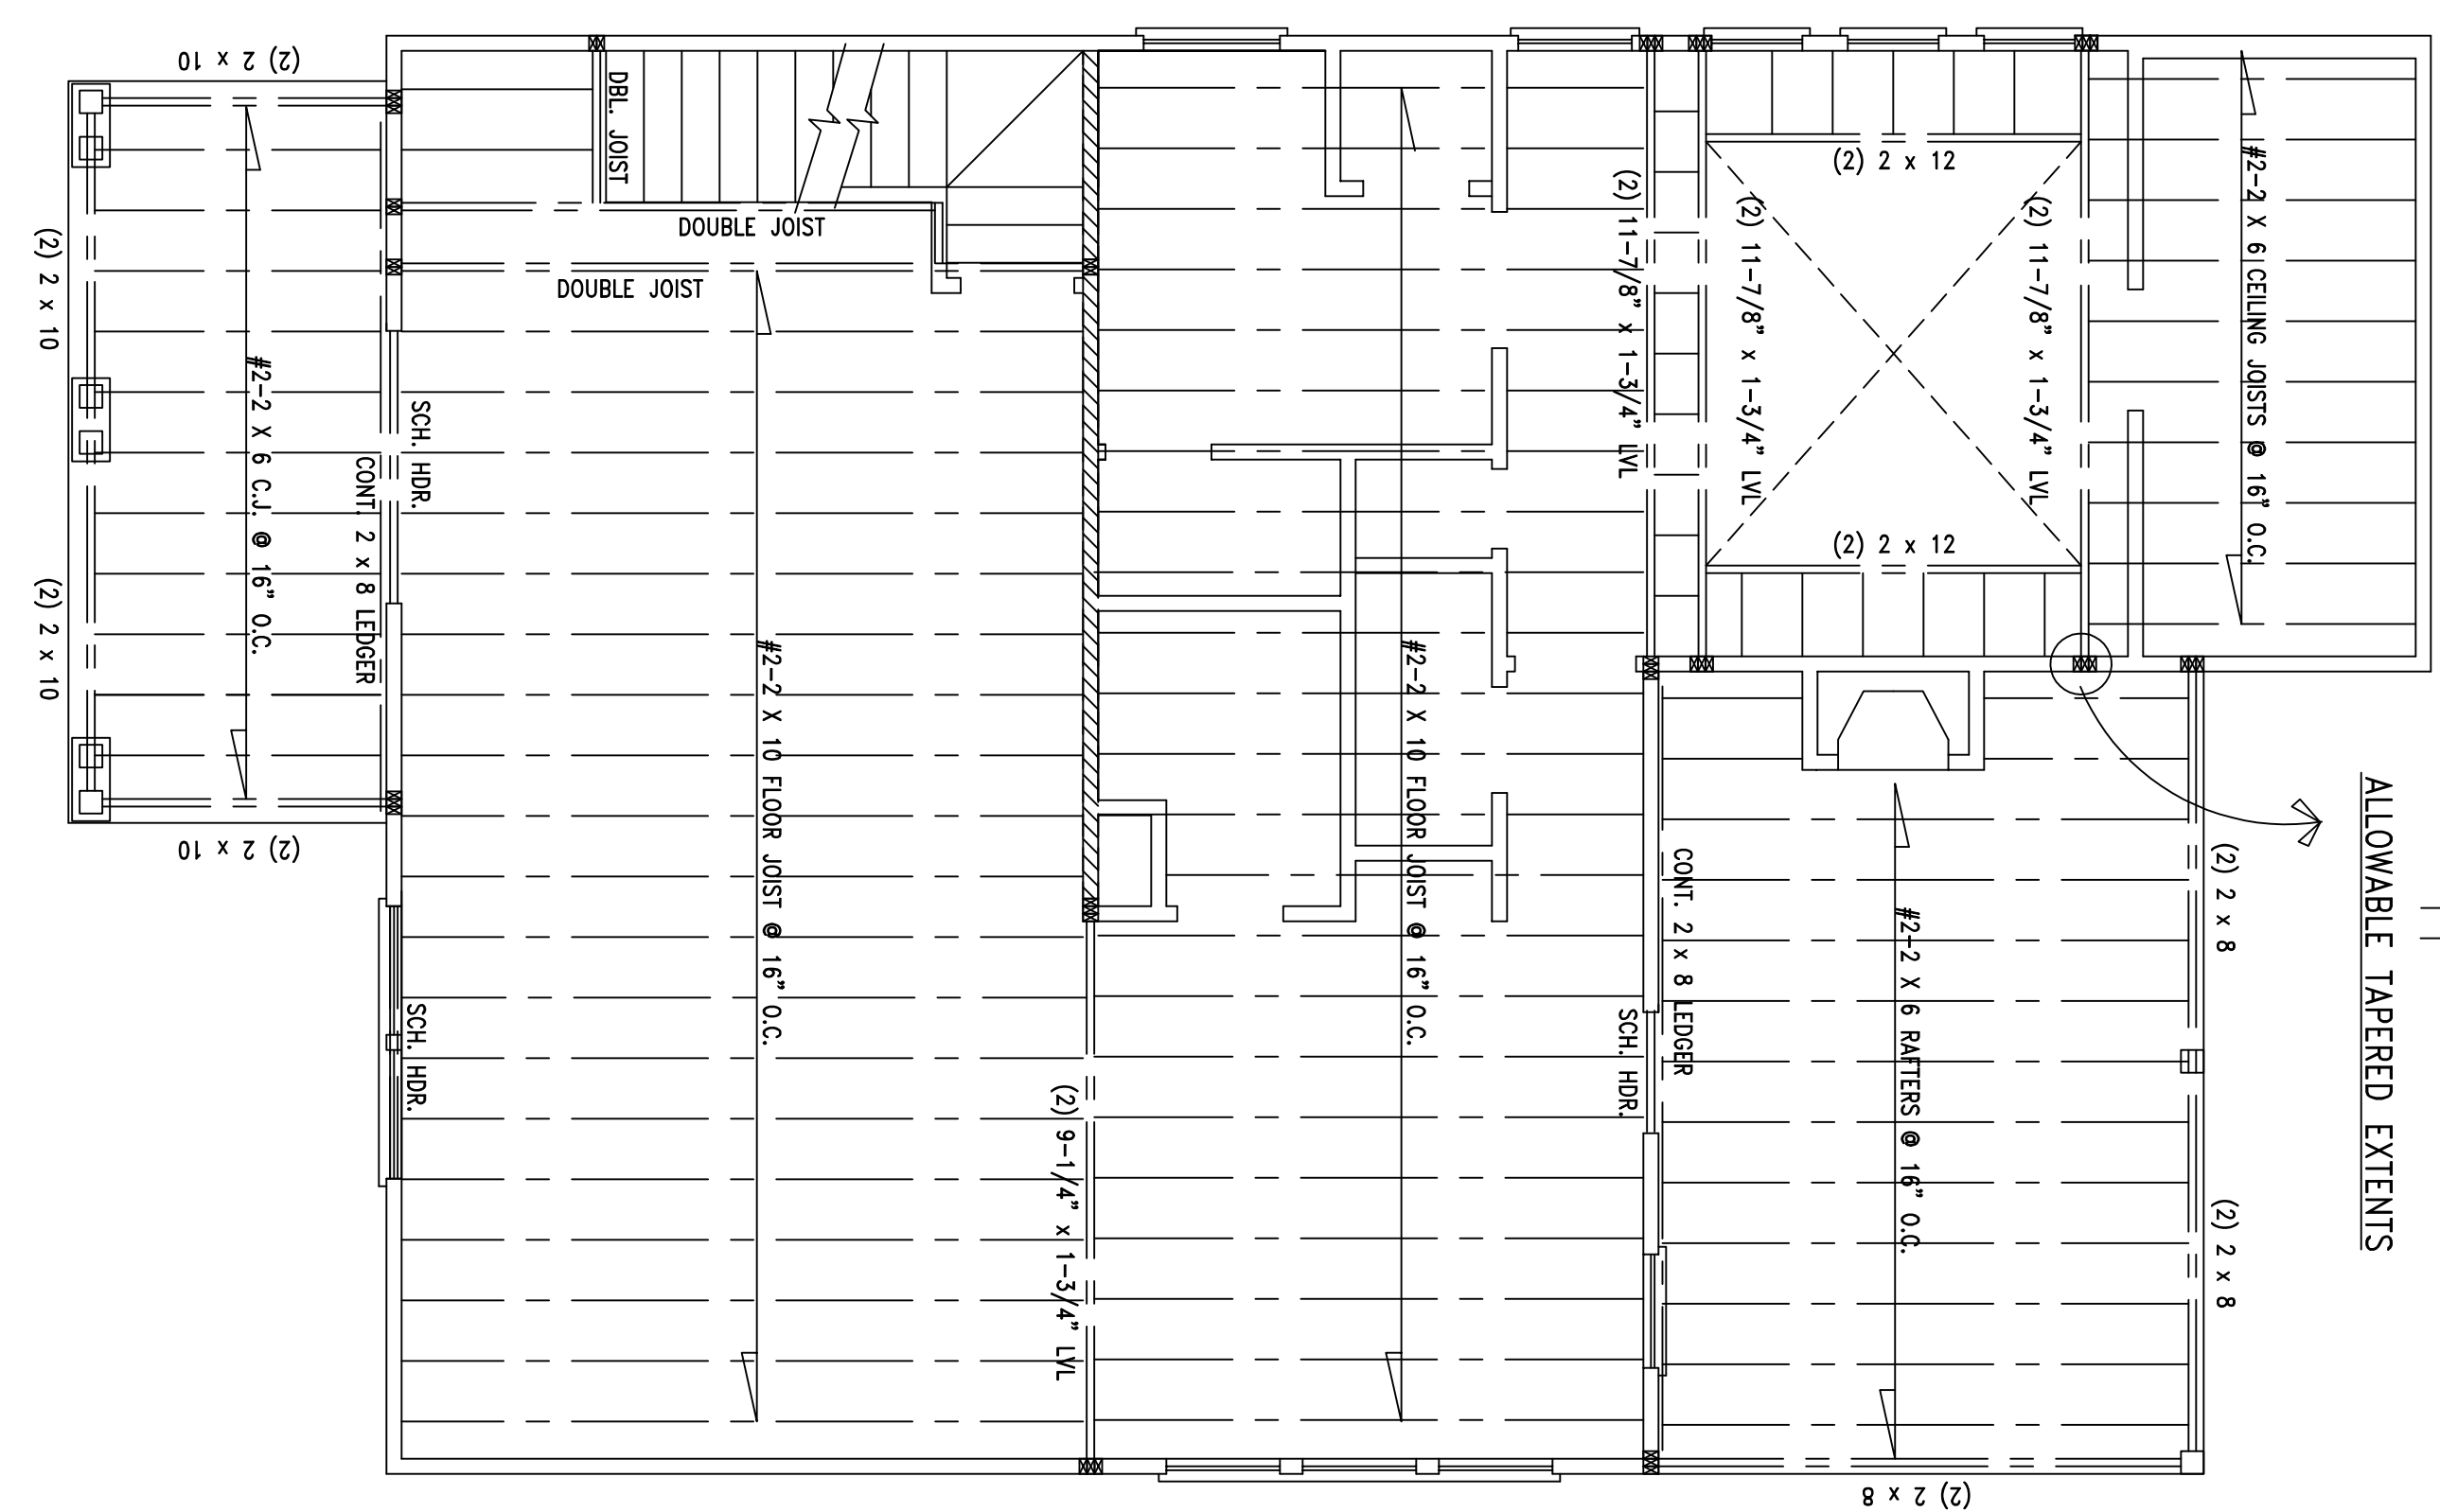 (2) 2 x 10
(2) 2 x 10
(2) 2 x 10
(2) 2 x 10
#2-2 X 6 C.J. @ 16" O.C.
CONT. 2 x 8 LEDGER
SCH. HDR.
SCH. HDR.
DBL. JOIST
DOUBLE JOIST
DOUBLE JOIST
#2-2 X 10 FLOOR JOIST @ 16" O.C.
(2) 9-1/4" x 1-3/4" LVL
#2-2 X 10 FLOOR JOIST @ 16" O.C.
(2) 11-7/8" x 1-3/4" LVL
SCH. HDR.
CONT. 2 x 8 LEDGER
(2) 2 x 12
(2) 11-7/8" x 1-3/4" LVL
(2) 11-7/8" x 1-3/4" LVL
(2) 2 x 12
#2-2 X 6 RAFTERS @ 16" O.C.
#2-2 X 6 CEILING JOISTS @ 16" O.C.
(2) 2 x 8
(2) 2 x 8
(2) 2 x 8
ALLOWABLE TAPERED EXTENTS